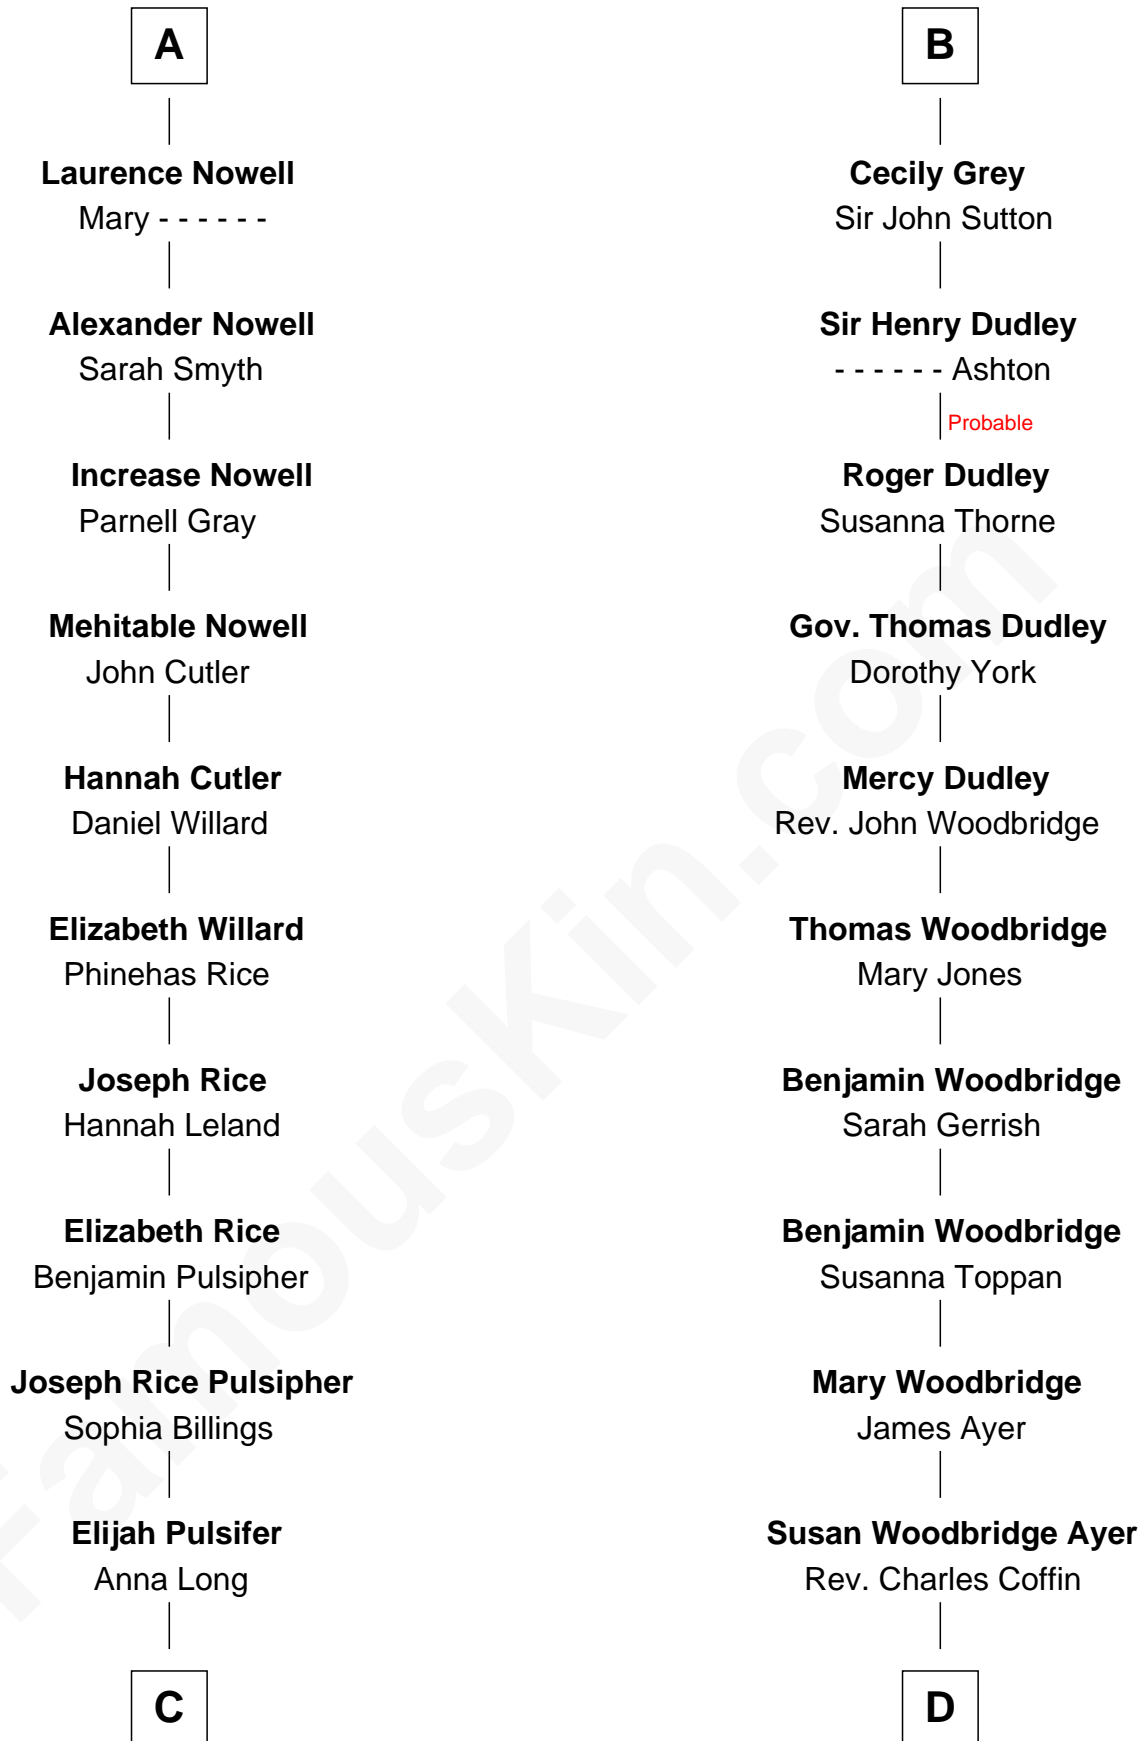 A
Laurence Nowell
Mary - - - - - -
Alexander Nowell
Sarah Smyth
Increase Nowell
Parnell Gray
Mehitable Nowell
John Cutler
Hannah Cutler
Daniel Willard
Elizabeth Willard
Phinehas Rice
Joseph Rice
Hannah Leland
Elizabeth Rice
Benjamin Pulsipher
Joseph Rice Pulsipher
Sophia Billings
Elijah Pulsifer
Anna Long
C
B
Cecily Grey
Sir John Sutton
Sir Henry Dudley
- - - - - - Ashton
Probable
Roger Dudley
Susanna Thorne
Gov. Thomas Dudley
Dorothy York
Mercy Dudley
Rev. John Woodbridge
Thomas Woodbridge
Mary Jones
Benjamin Woodbridge
Sarah Gerrish
Benjamin Woodbridge
Susanna Toppan
Mary Woodbridge
James Ayer
Susan Woodbridge Ayer
Rev. Charles Coffin
D
FamousKin.com